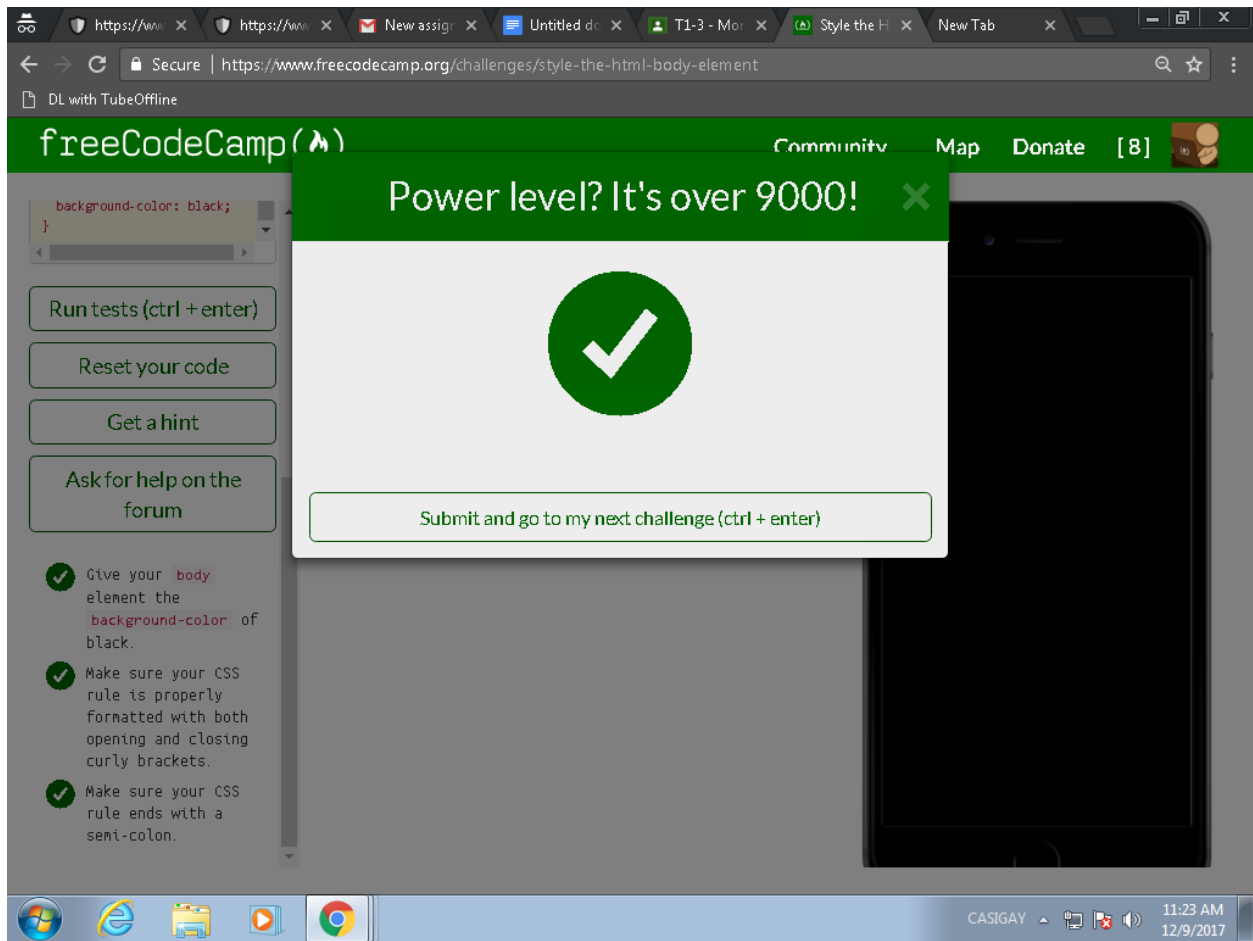 https://www
https://www
New assigr
Untitled do
T1-3 - Mor
Style the H
New Tab
Secure | https://www.freecodecamp.org/challenges/style-the-html-body-element
DL with TubeOffline
freeCodeCamp(
Community
Map
Donate
[8]
Power level? It's over 9000!
background-color: black;
}
Run tests (ctrl + enter)
Reset your code
Get a hint
Ask for help on the
forum
Submit and go to my next challenge (ctrl + enter)
Give your body
element the
background-color of
black.
Make sure your CSS
rule is properly
formatted with both
opening and closing
curly brackets.
Make sure your CSS
rule ends with a
semi-colon.
CASIGAY
11:23 AM
12/9/2017